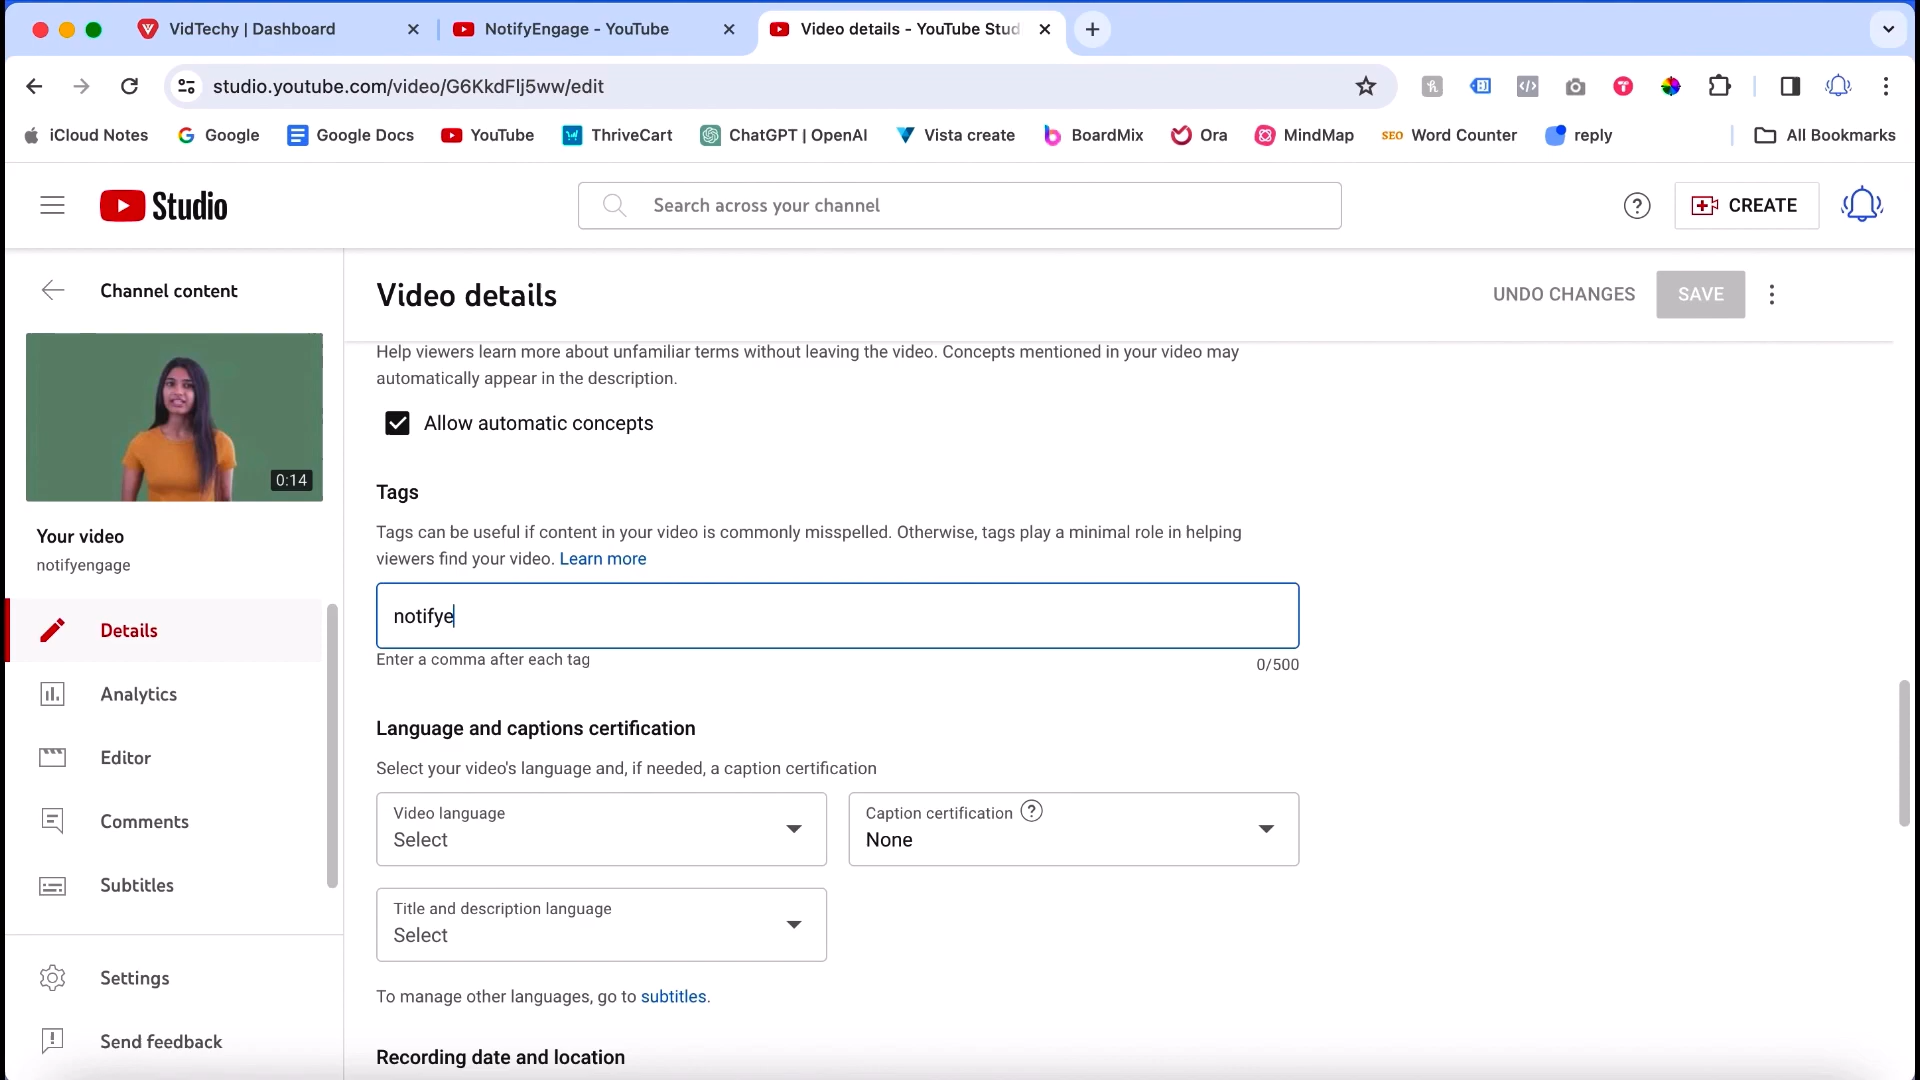 VidTechy | Dashboard
NotifyEngage - YouTube
Video details - YouTube Stud
studio.youtube.com/video/G6KkdFlj5ww/edit
iCloud Notes
Google
Google Docs
YouTube
ThriveCart
ChatGPT | OpenAI
Vista create
BoardMix
Ora
MindMap
SEO Word Counter
reply
All Bookmarks
Studio
Search across your channel
CREATE
Channel content
0:14
Your video
notifyengage
Details
Analytics
Editor
Comments
Subtitles
Settings
Send feedback
Video details
UNDO CHANGES
SAVE
Help viewers learn more about unfamiliar terms without leaving the video. Concepts mentioned in your video may
automatically appear in the description.
Allow automatic concepts
Tags
Tags can be useful if content in your video is commonly misspelled. Otherwise, tags play a minimal role in helping
viewers find your video. Learn more
notifye
Enter a comma after each tag
0/500
Language and captions certification
Select your video's language and, if needed, a caption certification
Video language
Select
Caption certification
None
Title and description language
Select
To manage other languages, go to subtitles.
Recording date and location